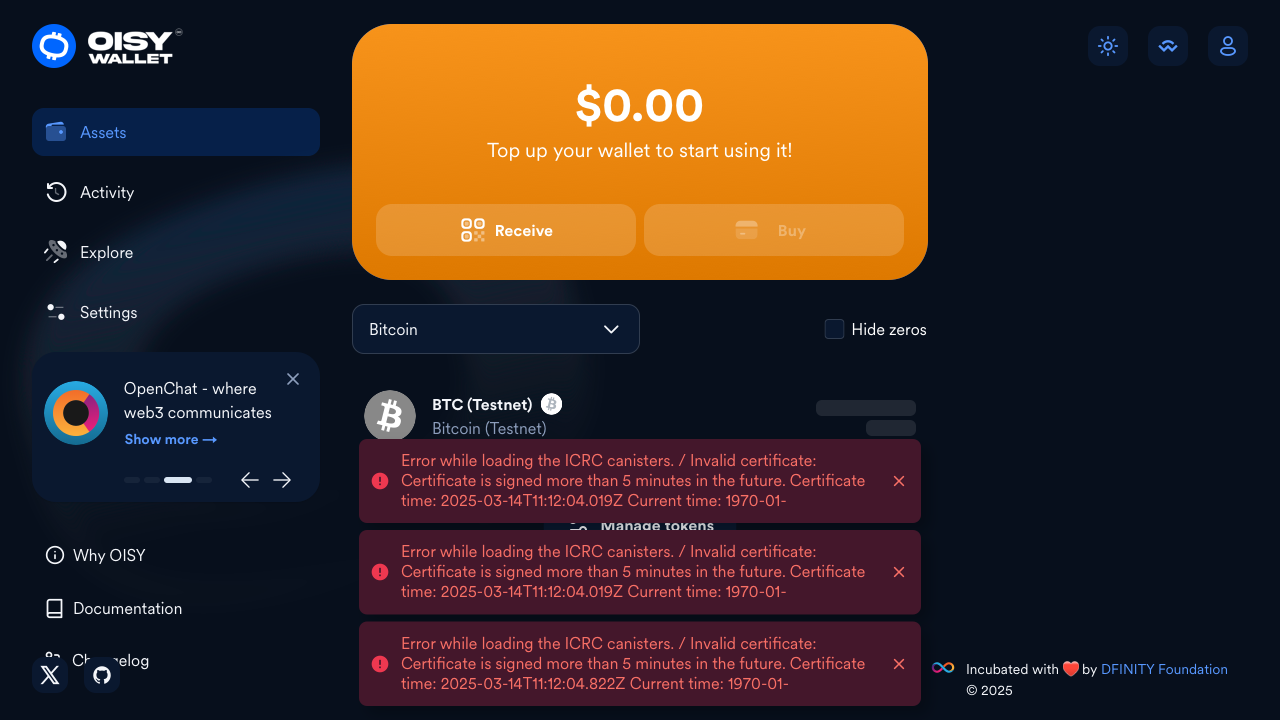 OISY
WALLET
Assets
Activity
Explore
Settings
OpenChat - where
web3 communicates
Show more →
Why OISY
Documentation
$0.00
Top up your wallet to start using it!
Receive
Buy
Bitcoin
Hide zeros
BTC (Testnet)
Bitcoin (Testnet)
Error while loading the ICRC canisters. / Invalid certificate:
Certificate is signed more than 5 minutes in the future. Certificate
time: 2025-03-14T11:12:04.019Z Current time: 1970-01-
Manage tokens
Error while loading the ICRC canisters. / Invalid certificate:
Certificate is signed more than 5 minutes in the future. Certificate
time: 2025-03-14T11:12:04.019Z Current time: 1970-01-
Error while loading the ICRC canisters. / Invalid certificate:
Certificate is signed more than 5 minutes in the future. Certificate
time: 2025-03-14T11:12:04.822Z Current time: 1970-01-
Incubated with ❤️ by DFINITY Foundation
© 2025